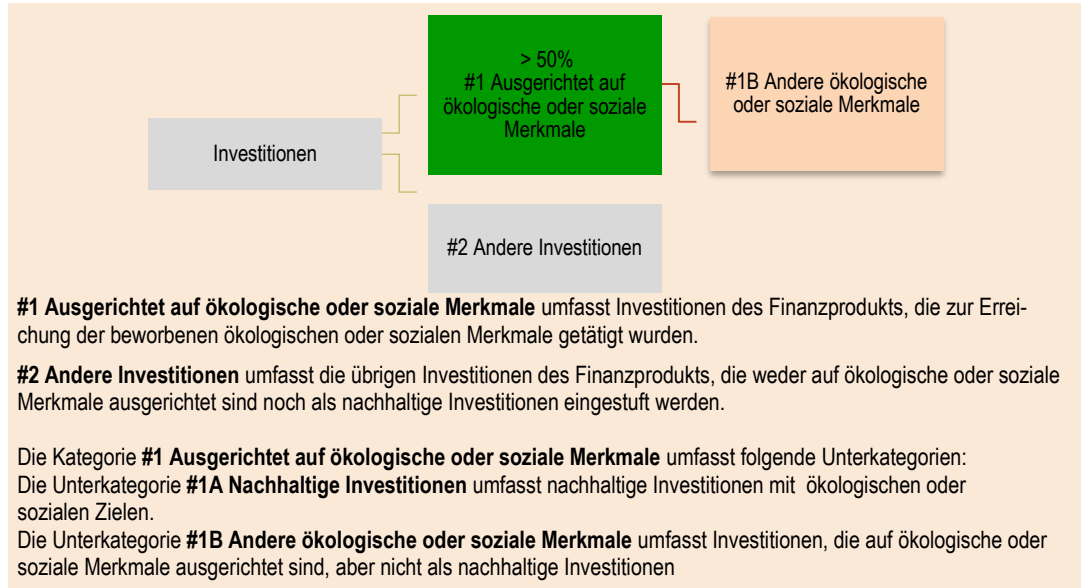 > 50%
#1 Ausgerichtet auf
ökologische oder soziale
Merkmale
#1B Andere ökologische
oder soziale Merkmale
Investitionen
#2 Andere Investitionen
#1 Ausgerichtet auf ökologische oder soziale Merkmale umfasst Investitionen des Finanzprodukts, die zur Errei-
chung der beworbenen ökologischen oder sozialen Merkmale getätigt wurden.
#2 Andere Investitionen umfasst die übrigen Investitionen des Finanzprodukts, die weder auf ökologische oder soziale
Merkmale ausgerichtet sind noch als nachhaltige Investitionen eingestuft werden.
Die Kategorie #1 Ausgerichtet auf ökologische oder soziale Merkmale umfasst folgende Unterkategorien:
Die Unterkategorie #1A Nachhaltige Investitionen umfasst nachhaltige Investitionen mit ökologischen oder
sozialen Zielen.
Die Unterkategorie #1B Andere ökologische oder soziale Merkmale umfasst Investitionen, die auf ökologische oder
soziale Merkmale ausgerichtet sind, aber nicht als nachhaltige Investitionen